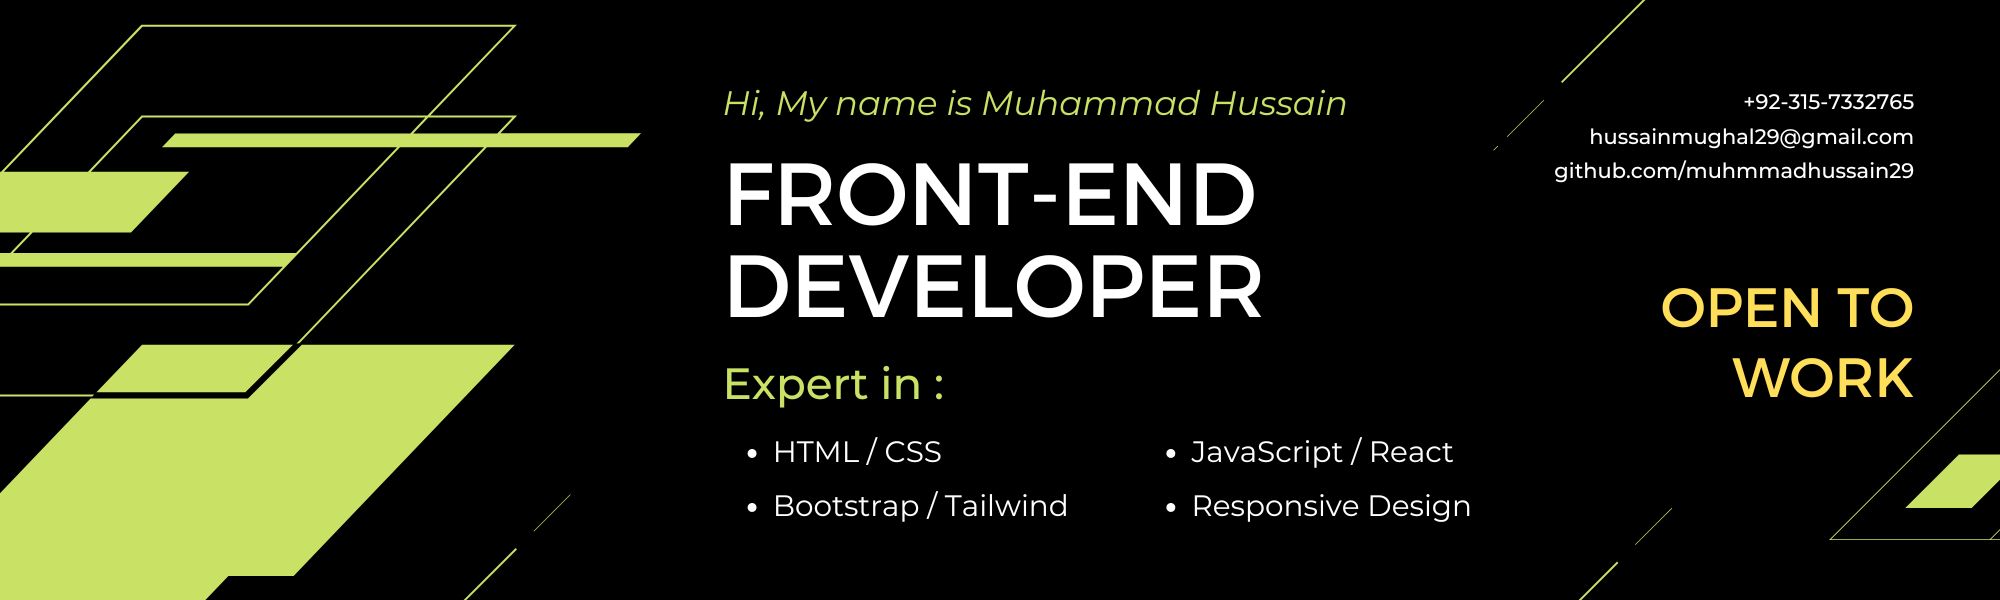 Hi, My name is Muhammad Hussain
FRONT-END
DEVELOPER
Expert in :
• HTML / CSS
• Bootstrap / Tailwind
• JavaScript / React
• Responsive Design
+92-315-7332765
hussainmughal29@gmail.com
github.com/muhmmadhussain29
OPEN TO
WORK